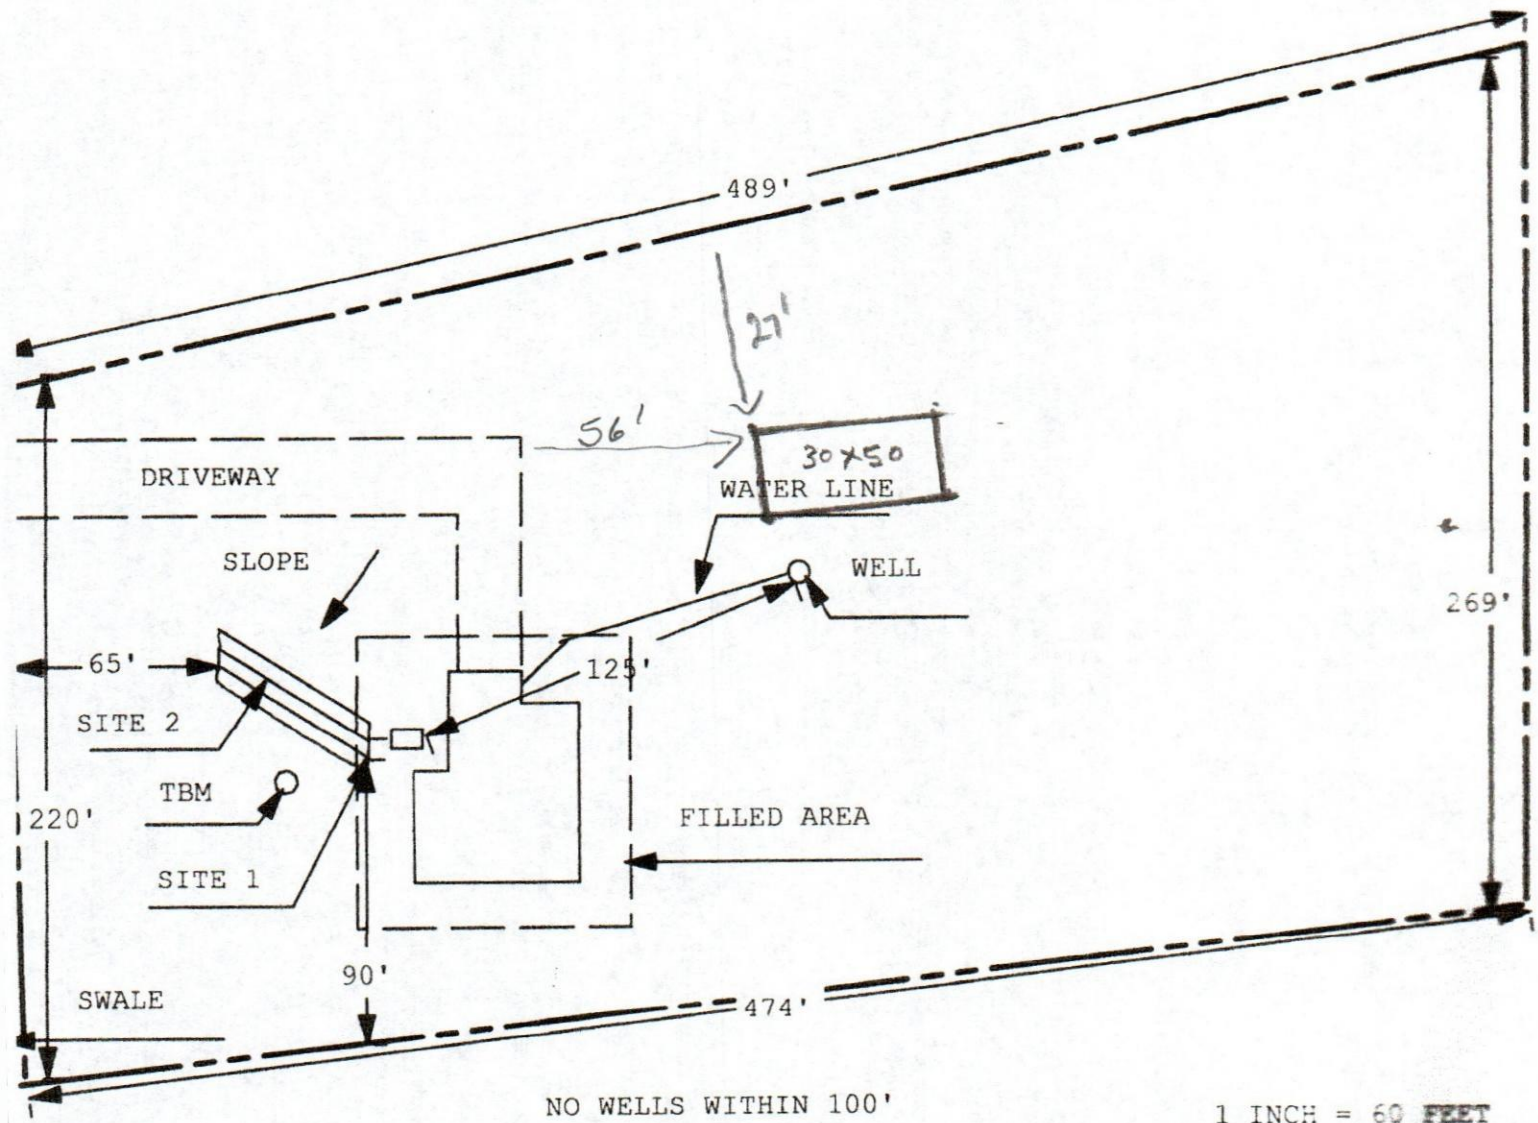 489'
27'
56'
30x50
DRIVEWAY
WATER LINE
SLOPE
WELL
269'
65'
125'
SITE 2
TBM
220'
FILLED AREA
SITE 1
90'
SWALE
474'
NO WELLS WITHIN 100'
1 INCH = 60 FEET